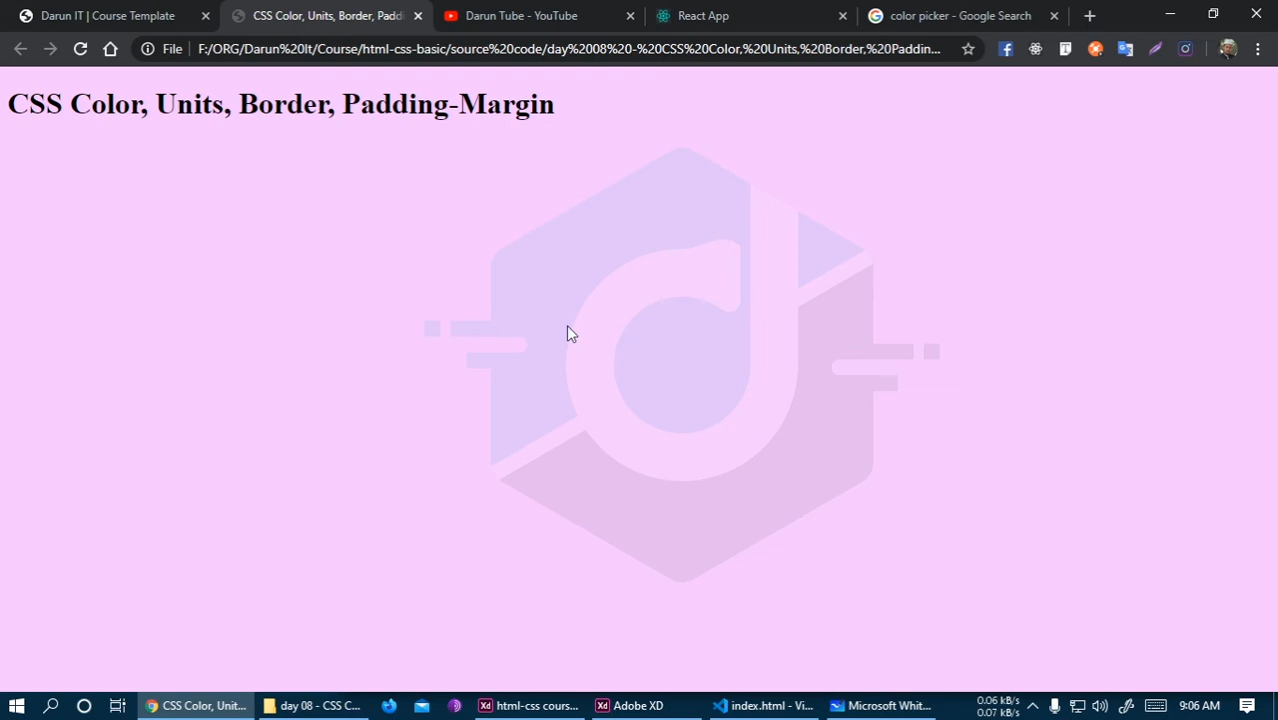 Darun IT | Course Template
CSS Color, Units, Border, Paddi
Darun Tube - YouTube
React App
color picker - Google Search
File F:/ORG/Darun%20It/Course/html-css-basic/source%20code/day%2008%20-%20CSS%20Color,%20Units,%20Border,%20Paddin...
CSS Color, Units, Border, Padding-Margin
CSS Color, Unit...
day 08 - CSS C...
html-css cours...
Adobe XD
index.html - Vi...
Microsoft Whit...
0.06 kB/s
0.07 kB/s
9:06 AM